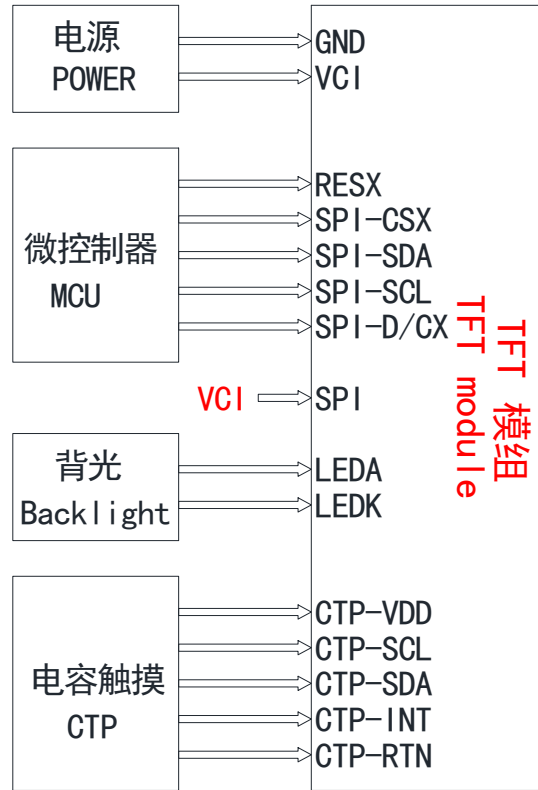 电源
POWER
GND
VCI
微控制器
MCU
RESX
SPI-CSX
SPI-SDA
SPI-SCL
SPI-D/CX
VCI
SPI
背光
Backlight
LEDA
LEDK
电容触摸
CTP
CTP-VDD
CTP-SCL
CTP-SDA
CTP-INT
CTP-RTN
TFT 模组
TFT module